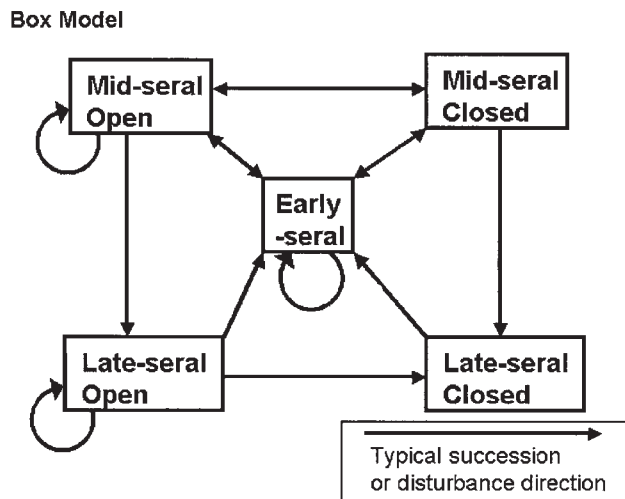 Box Model
Mid-seral
Open
Mid-seral
Closed
Early
-seral
Late-seral
Open
Late-seral
Closed
Typical succession
or disturbance direction